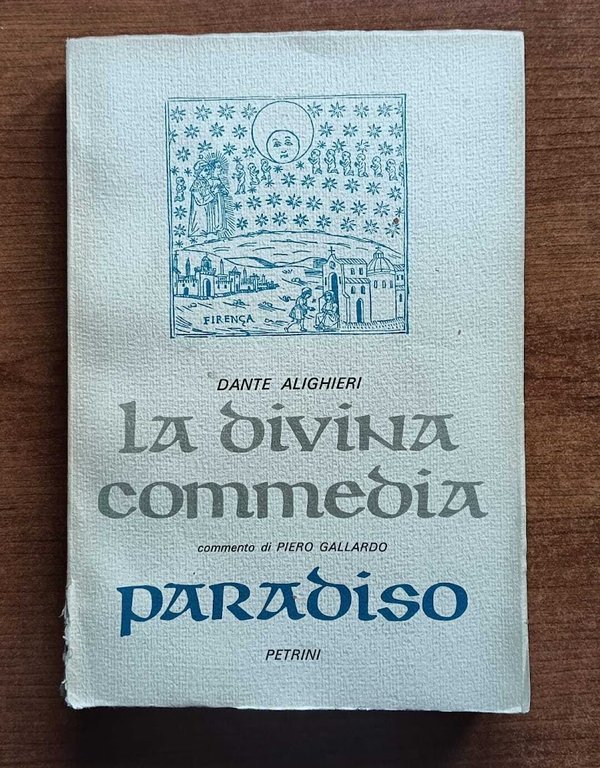 FIRENÇA
DANTE ALIGHIERI
La divina
commedia
commento di PIERO GALLARDO
paradiso
PETRINI